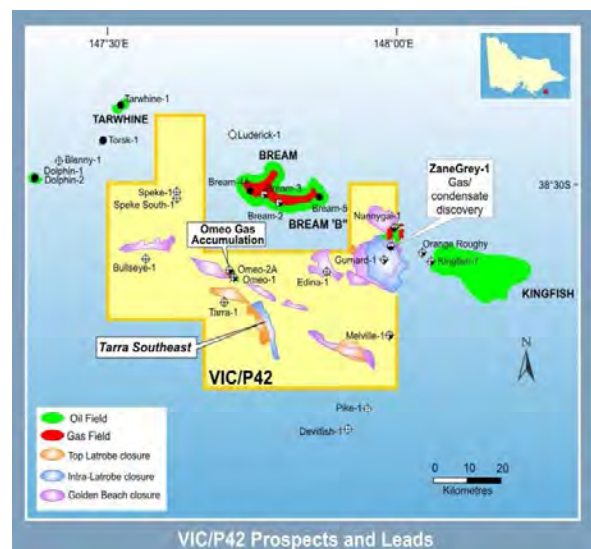 147°30'E
148°00'E
Tarwhine-1
TARWHINE
Torsk-1
Luderick-1
Blenny-1
Dolphin-1
Dolphin-2
BREAM
ZaneGrey-1
Gas/
condensate
discovery
38°30'S
Speke-1
Speke South-1
Bream-3
Bream-2
Bream-5
BREAM 'B'
Nannygai-1
Omeo Gas
Accumulation
Orange Roughy
Bullseye-1
Omeo-2A
Omeo-1
Edina-1
Gurnard-1
Kingfish-7
KINGFISH
Tarra-1
Tarra Southeast
Melville-1
VIC/P42
N
Pike-1
Devilfish-1
Oil Field
Gas Field
Top Latrobe closure
Intra-Latrobe closure
Golden Beach closure
0 10 20
Kilometres
VIC/P42 Prospects and Leads